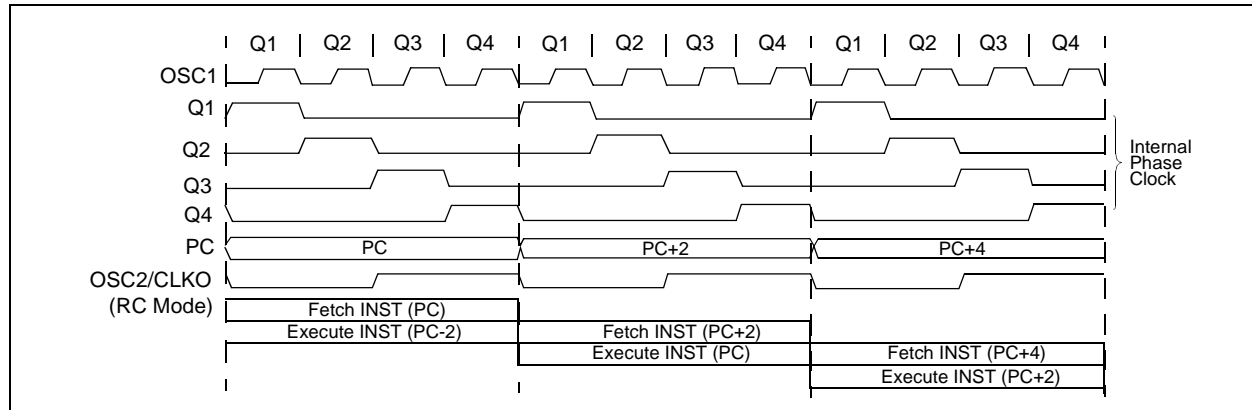 Q1 | Q2 | Q3 | Q4 Q1 | Q2 | Q3 | Q4 Q1 | Q2 | Q3 | Q4
OSC1
Q1
Q2
Q3
Q4
Internal
Phase
Clock
PC PC PC+2 PC+4
OSC2/CLKO
(RC Mode)
Fetch INST (PC)
Execute INST (PC-2) Fetch INST (PC+2)
Execute INST (PC) Fetch INST (PC+4)
Execute INST (PC+2)